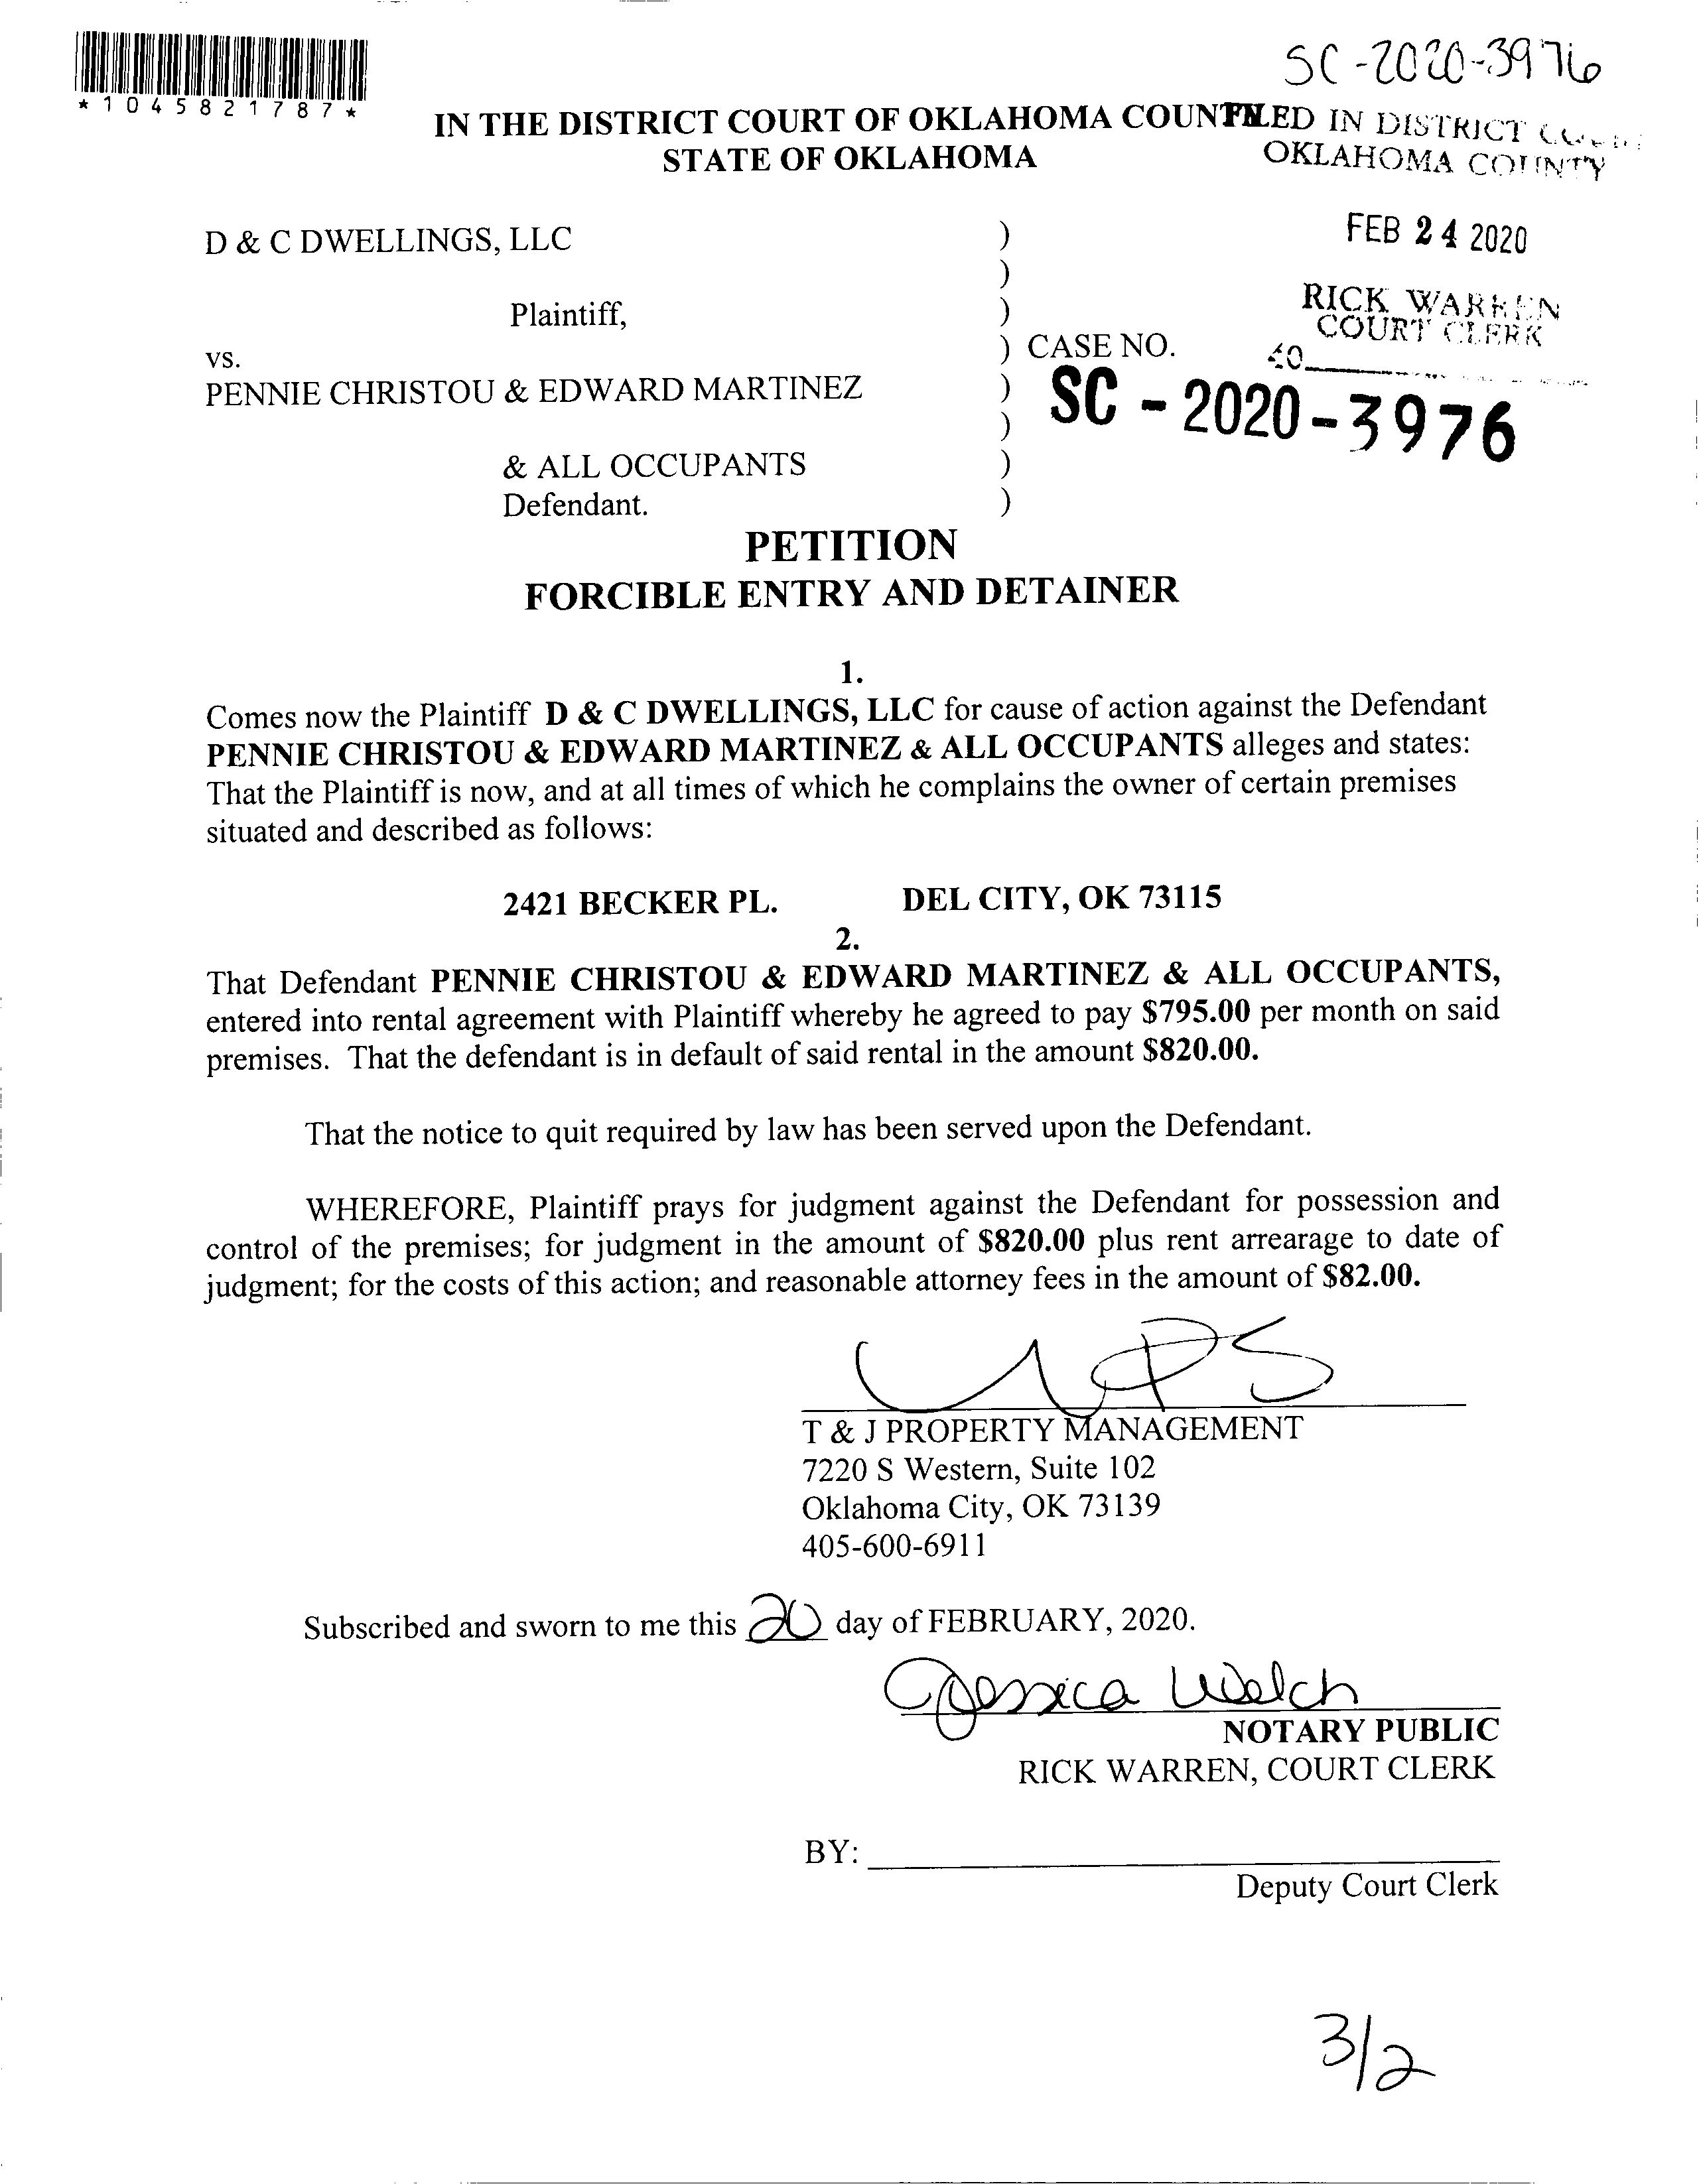 *1045821787*
SC-2020-3976
IN THE DISTRICT COURT OF OKLAHOMA
STATE OF OKLAHOMA
FILED IN DISTRICT
OKLAHOMA COUNTY
FEB 24 2020
RICK WARREN
COURT CLERK
40
D & C DWELLINGS, LLC )
)
Plaintiff, )
vs. ) CASE NO.
PENNIE CHRISTOU & EDWARD MARTINEZ ) SC - 2020-3976
)
& ALL OCCUPANTS )
Defendant. )
PETITION
FORCIBLE ENTRY AND DETAINER
1.
Comes now the Plaintiff D & C DWELLINGS, LLC for cause of action against the Defendant
PENNIE CHRISTOU & EDWARD MARTINEZ & ALL OCCUPANTS alleges and states:
That the Plaintiff is now, and at all times of which he complains the owner of certain premises
situated and described as follows:
2421 BECKER PL. DEL CITY, OK 73115
2.
That Defendant PENNIE CHRISTOU & EDWARD MARTINEZ & ALL OCCUPANTS,
entered into rental agreement with Plaintiff whereby he agreed to pay $795.00 per month on said
premises. That the defendant is in default of said rental in the amount $820.00.
That the notice to quit required by law has been served upon the Defendant.
WHEREFORE, Plaintiff prays for judgment against the Defendant for possession and
control of the premises; for judgment in the amount of $820.00 plus rent arrearage to date of
judgment; for the costs of this action; and reasonable attorney fees in the amount of $82.00.
T & J PROPERTY MANAGEMENT
7220 S Western, Suite 102
Oklahoma City, OK 73139
405-600-6911
Subscribed and sworn to me this 20 day of FEBRUARY, 2020.
Jessica Welch
NOTARY PUBLIC
RICK WARREN, COURT CLERK
BY:
Deputy Court Clerk
3/2